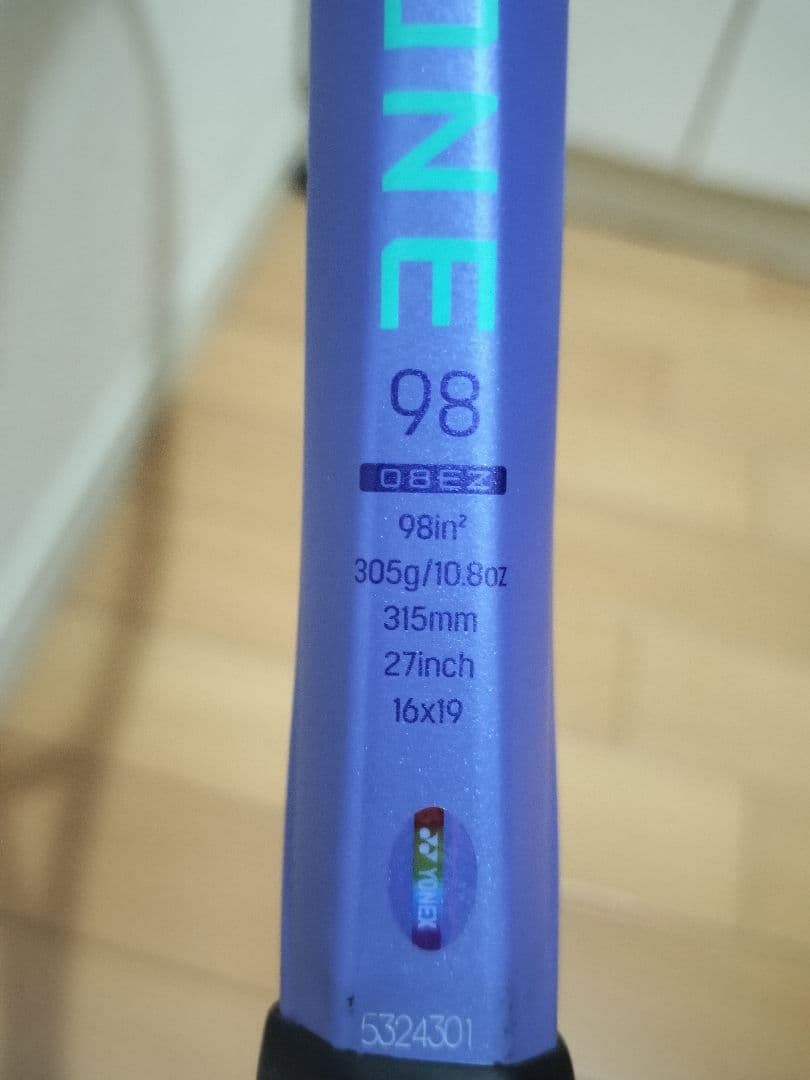 ONE
98
08EZ
98in²
305g/10.8oz
315mm
27inch
16x19
YONEX
5324301